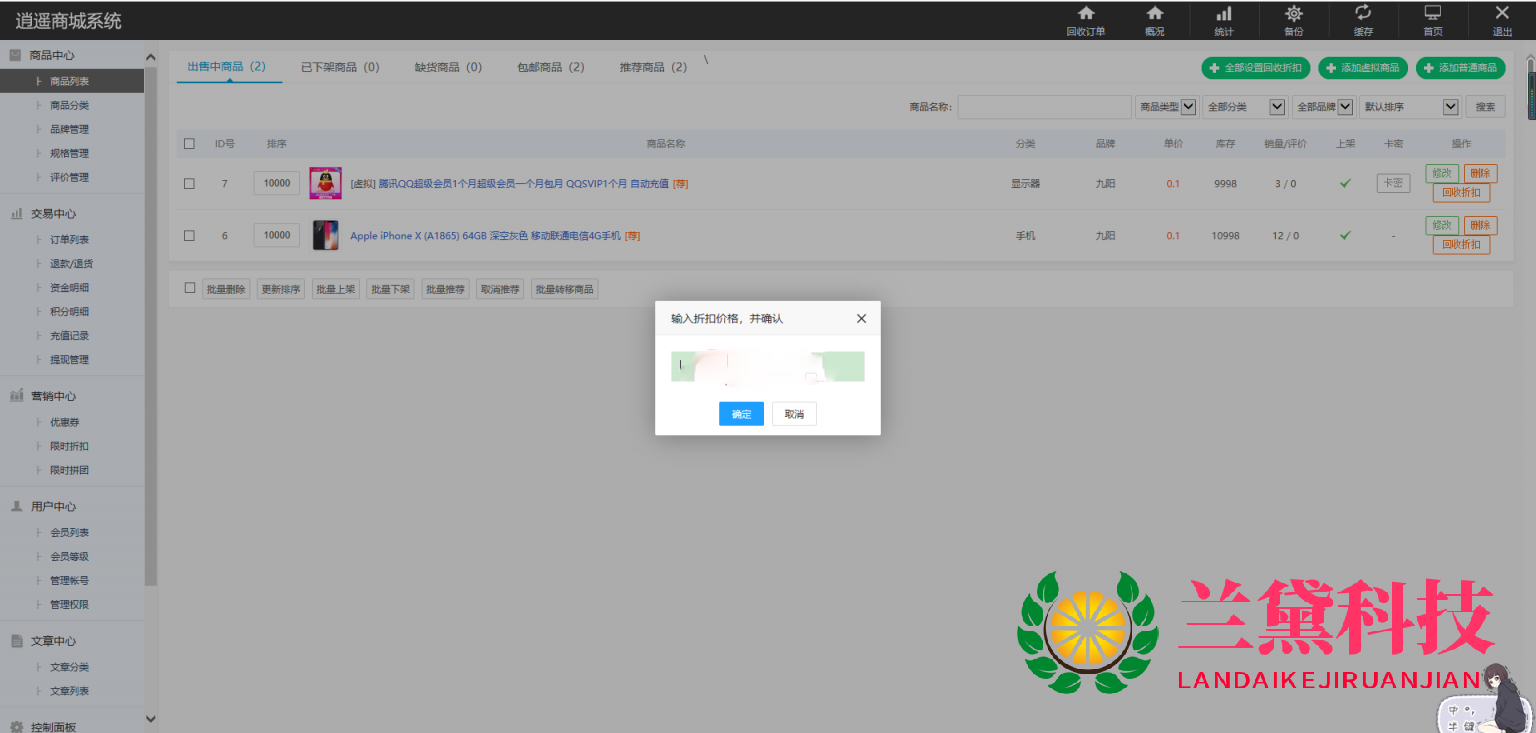 逍遥商城系统
回收订单 概况 统计 备份 缓存 首页 退出
商品中心
商品列表
商品分类
品牌管理
规格管理
评价管理
交易中心
订单列表
退款/退货
资金明细
积分明细
充值记录
提现管理
营销中心
优惠券
限时折扣
限时拼团
用户中心
会员列表
会员等级
管理帐号
管理权限
文章中心
文章分类
文章列表
控制面板
出售中商品 (2) 已下架商品 (0) 缺货商品 (0) 包邮商品 (2) 推荐商品 (2) \
全部设置回收折扣 添加虚拟商品 添加普通商品
商品名称: 商品类型 全部分类 全部品牌 默认排序 搜索
ID号 排序 商品名称 分类 品牌 单价 库存 销量/评价 上架 卡密 操作
7 10000 [虚拟] 腾讯QQ超级会员1个月超级会员一个月包月 QQSVIP1个月 自动充值 [荐] 显示器 九阳 0.1 9998 3 / 0 卡密 修改 删除
回收折扣
6 10000 Apple iPhone X (A1865) 64GB 深空灰色 移动联通电信4G手机 [荐] 手机 九阳 0.1 10998 12 / 0 - 修改 删除
回收折扣
批量删除 更新排序 批量上架 批量下架 批量推荐 取消推荐 批量转移商品
输入折扣价格，并确认
确定 取消
兰黛科技
LANDAIKEJIRUANJIAN
中 °,
半 键